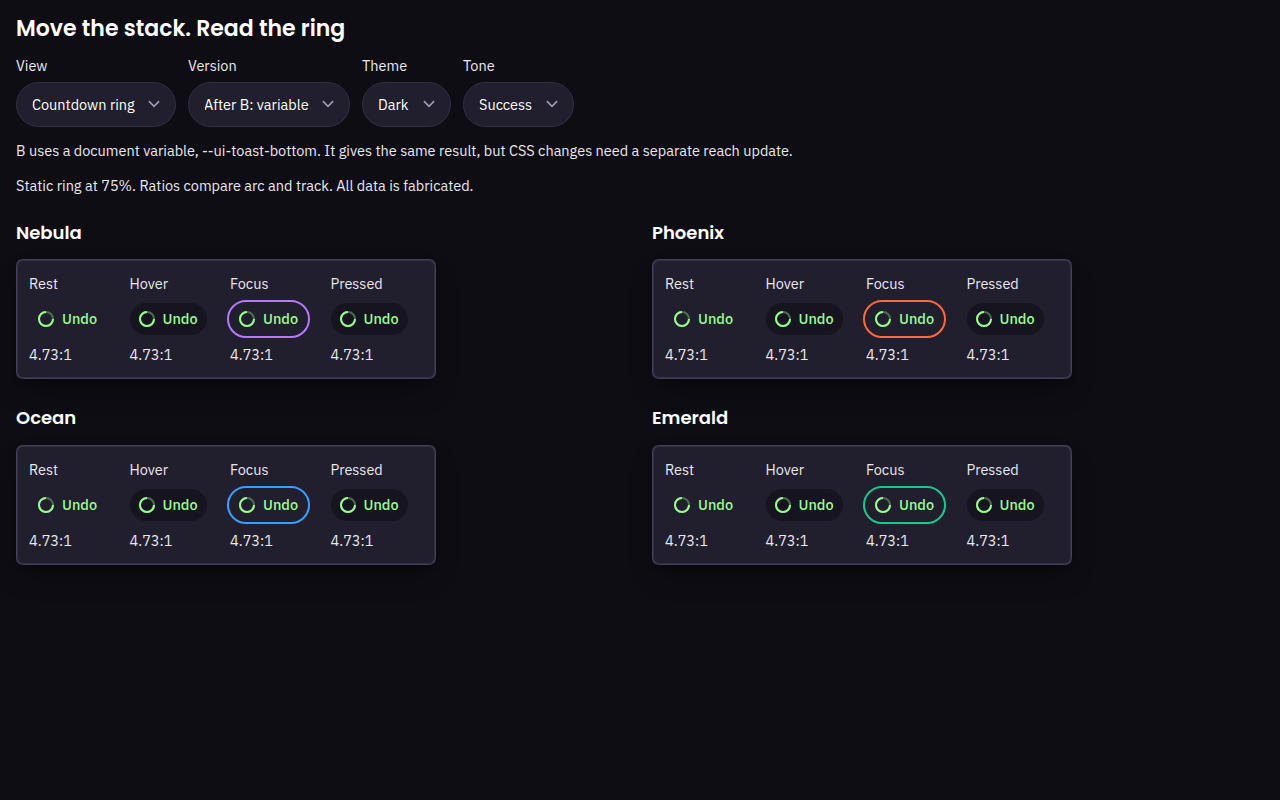 Move the stack. Read the ring
View Version Theme Tone
Countdown ring After B: variable Dark Success
B uses a document variable, --ui-toast-bottom. It gives the same result, but CSS changes need a separate reach update.
Static ring at 75%. Ratios compare arc and track. All data is fabricated.
Nebula
Rest Hover Focus Pressed
Undo Undo Undo Undo
4.73:1 4.73:1 4.73:1 4.73:1
Phoenix
Rest Hover Focus Pressed
Undo Undo Undo Undo
4.73:1 4.73:1 4.73:1 4.73:1
Ocean
Rest Hover Focus Pressed
Undo Undo Undo Undo
4.73:1 4.73:1 4.73:1 4.73:1
Emerald
Rest Hover Focus Pressed
Undo Undo Undo Undo
4.73:1 4.73:1 4.73:1 4.73:1